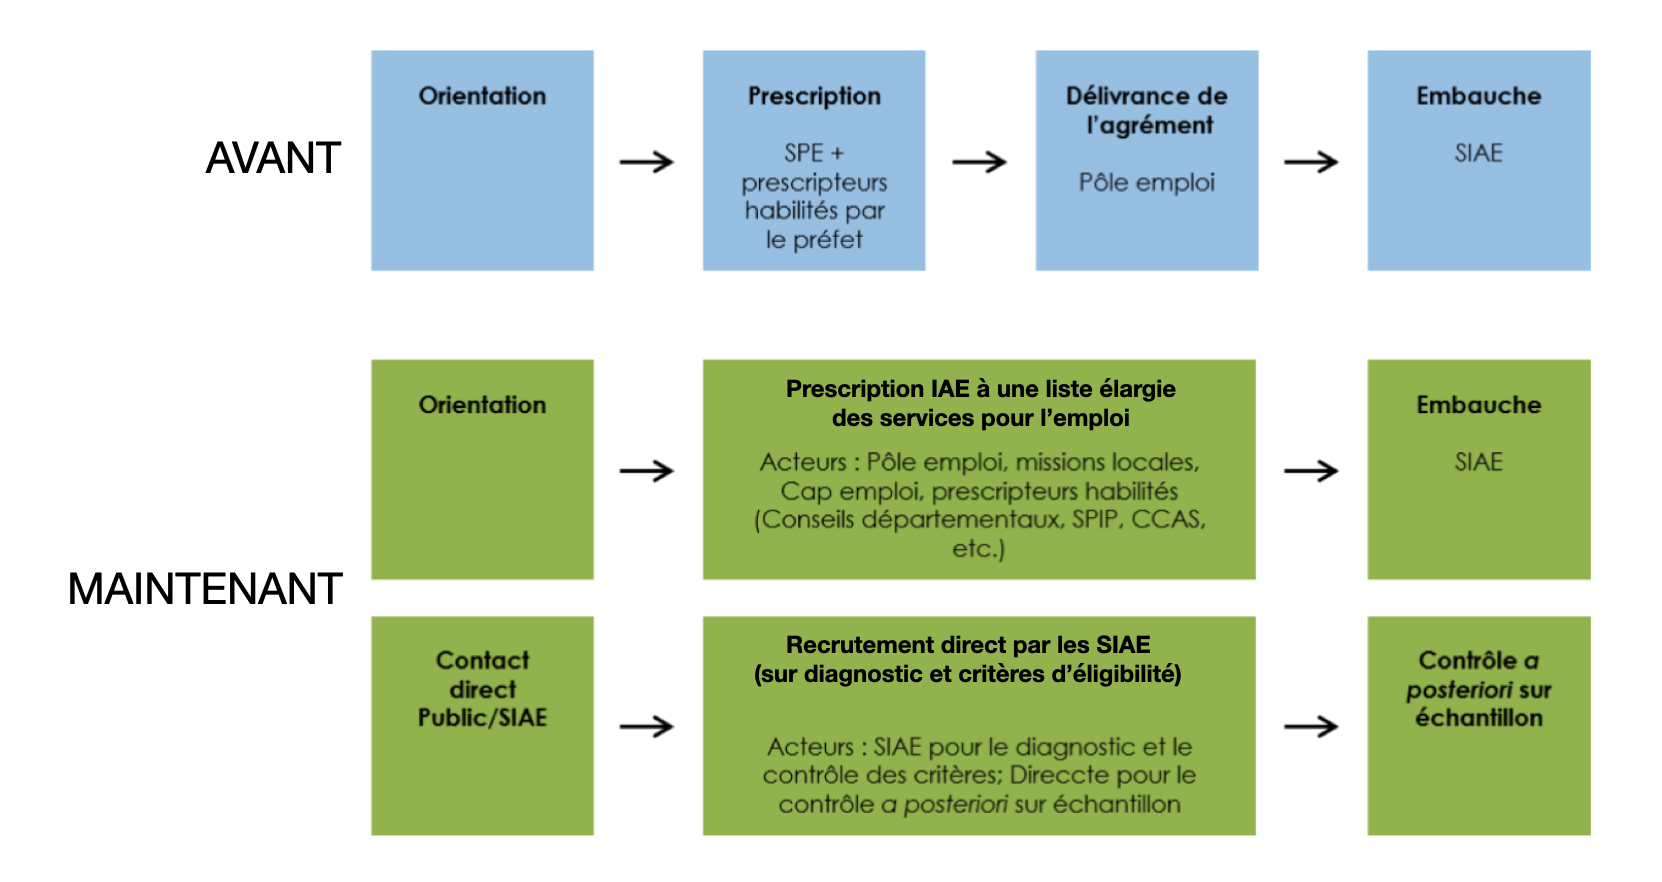 AVANT
Orientation
Prescription
SPE +
prescripteurs
habilités par
le préfet
Délivrance de
l’agrément
Pôle emploi
Embauche
SIAE
MAINTENANT
Orientation
Prescription IAE à une liste élargie
des services pour l’emploi
Acteurs : Pôle emploi, missions locales,
Cap emploi, prescripteurs habilités
(Conseils départementaux, SPIP, CCAS,
etc.)
Embauche
SIAE
Contact
direct
Public/SIAE
Recrutement direct par les SIAE
(sur diagnostic et critères d’éligibilité)
Acteurs : SIAE pour le diagnostic et le
contrôle des critères; Direccte pour le
contrôle a posteriori sur échantillon
Contrôle a
posteriori sur
échantillon